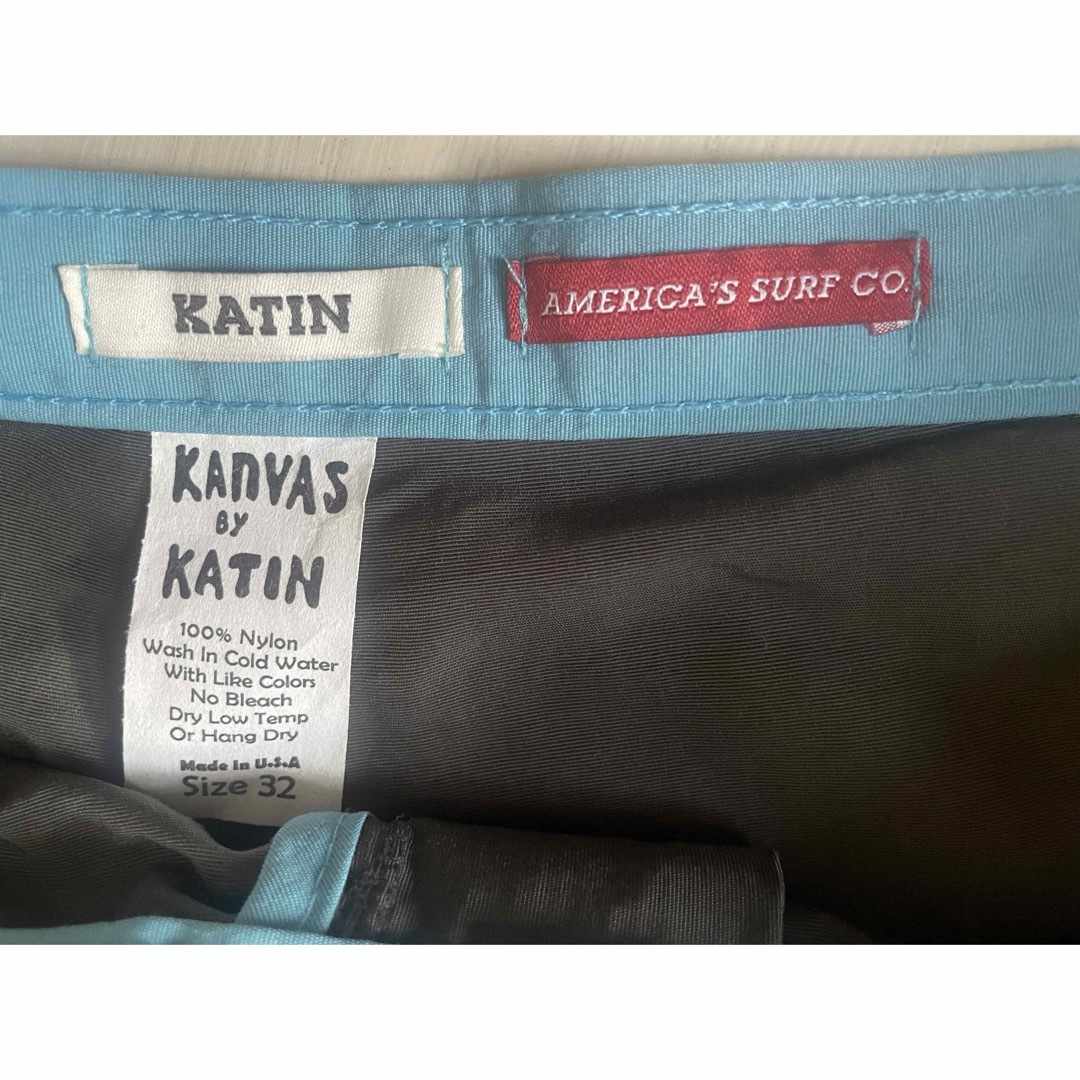 KATIN
AMERICA'S SURF CO.
KANVAS
BY
KATIN
100% Nylon
Wash In Cold Water
With Like Colors
No Bleach
Dry Low Temp
Or Hang Dry
Made In U.S.A
Size 32